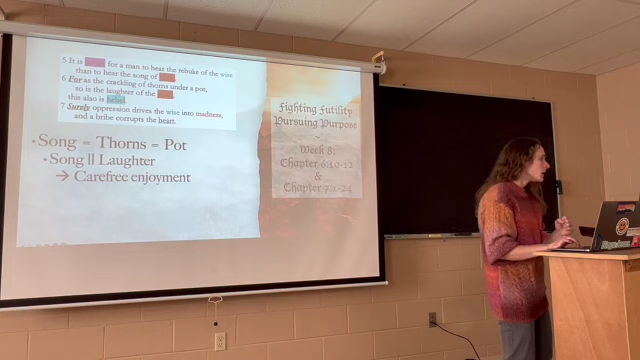 5 It is for a man to hear the rebuke of the wise
than to hear the song of
6 For as the crackling of thorns under a pot,
so is the laughter of the
this also is hebel.
7 Surely oppression drives the wise into madness,
and a bribe corrupts the heart.
• Song = Thorns = Pot
• Song || Laughter
→ Carefree enjoyment
Fighting Futility
Pursuing Purpose
~
Week 8:
Chapter 6:10-12
&
Chapter 7:1-24